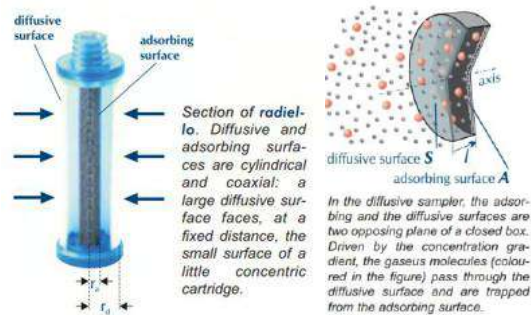 diffusive
surface
adsorbing
surface
Section of radiel-
lo. Diffusive and
adsorbing surfa-
ces are cylindrical
and coaxial: a
large diffusive sur-
face faces, at a
fixed distance, the
small surface of a
little concentric
cartridge.
rₐ
r_d
axis
diffusive surface S
l
adsorbing surface A
In the diffusive sampler, the adsor-
bing and the diffusive surfaces are
two opposing plane of a closed box.
Driven by the concentration gra-
dient, the gaseus molecules (colou-
red in the figure) pass through the
diffusive surface and are trapped
from the adsorbing surface.